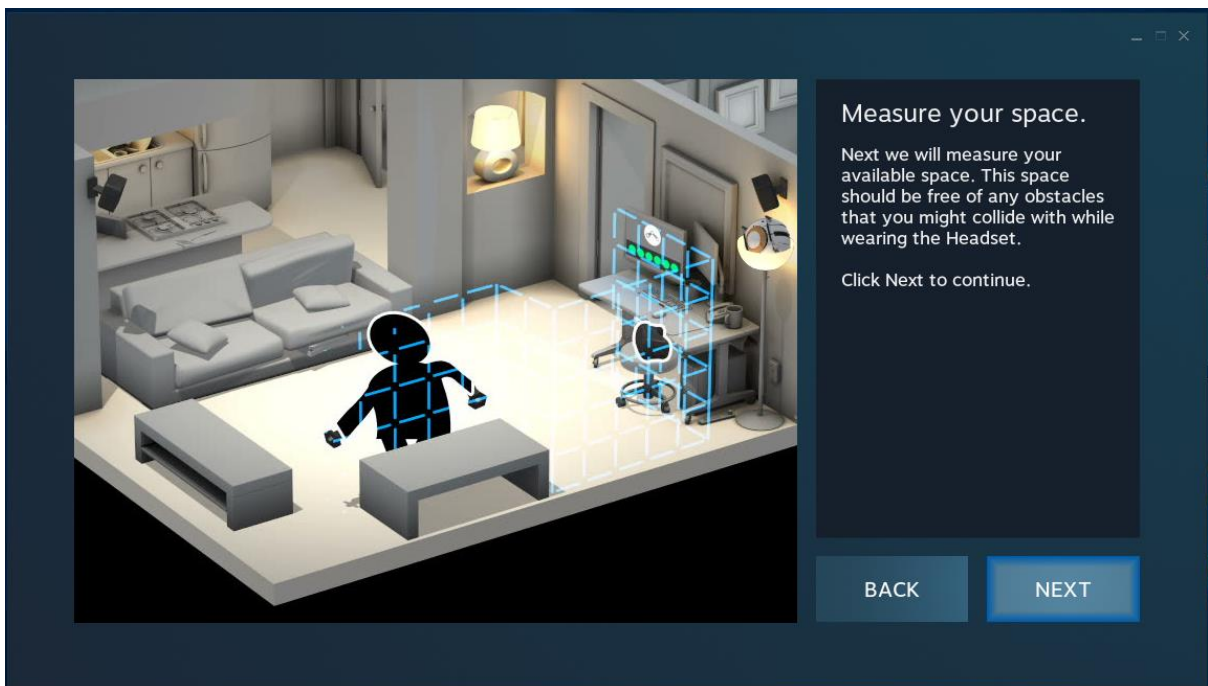 Measure your space.
Next we will measure your
available space. This space
should be free of any obstacles
that you might collide with while
wearing the Headset.
Click Next to continue.
BACK
NEXT